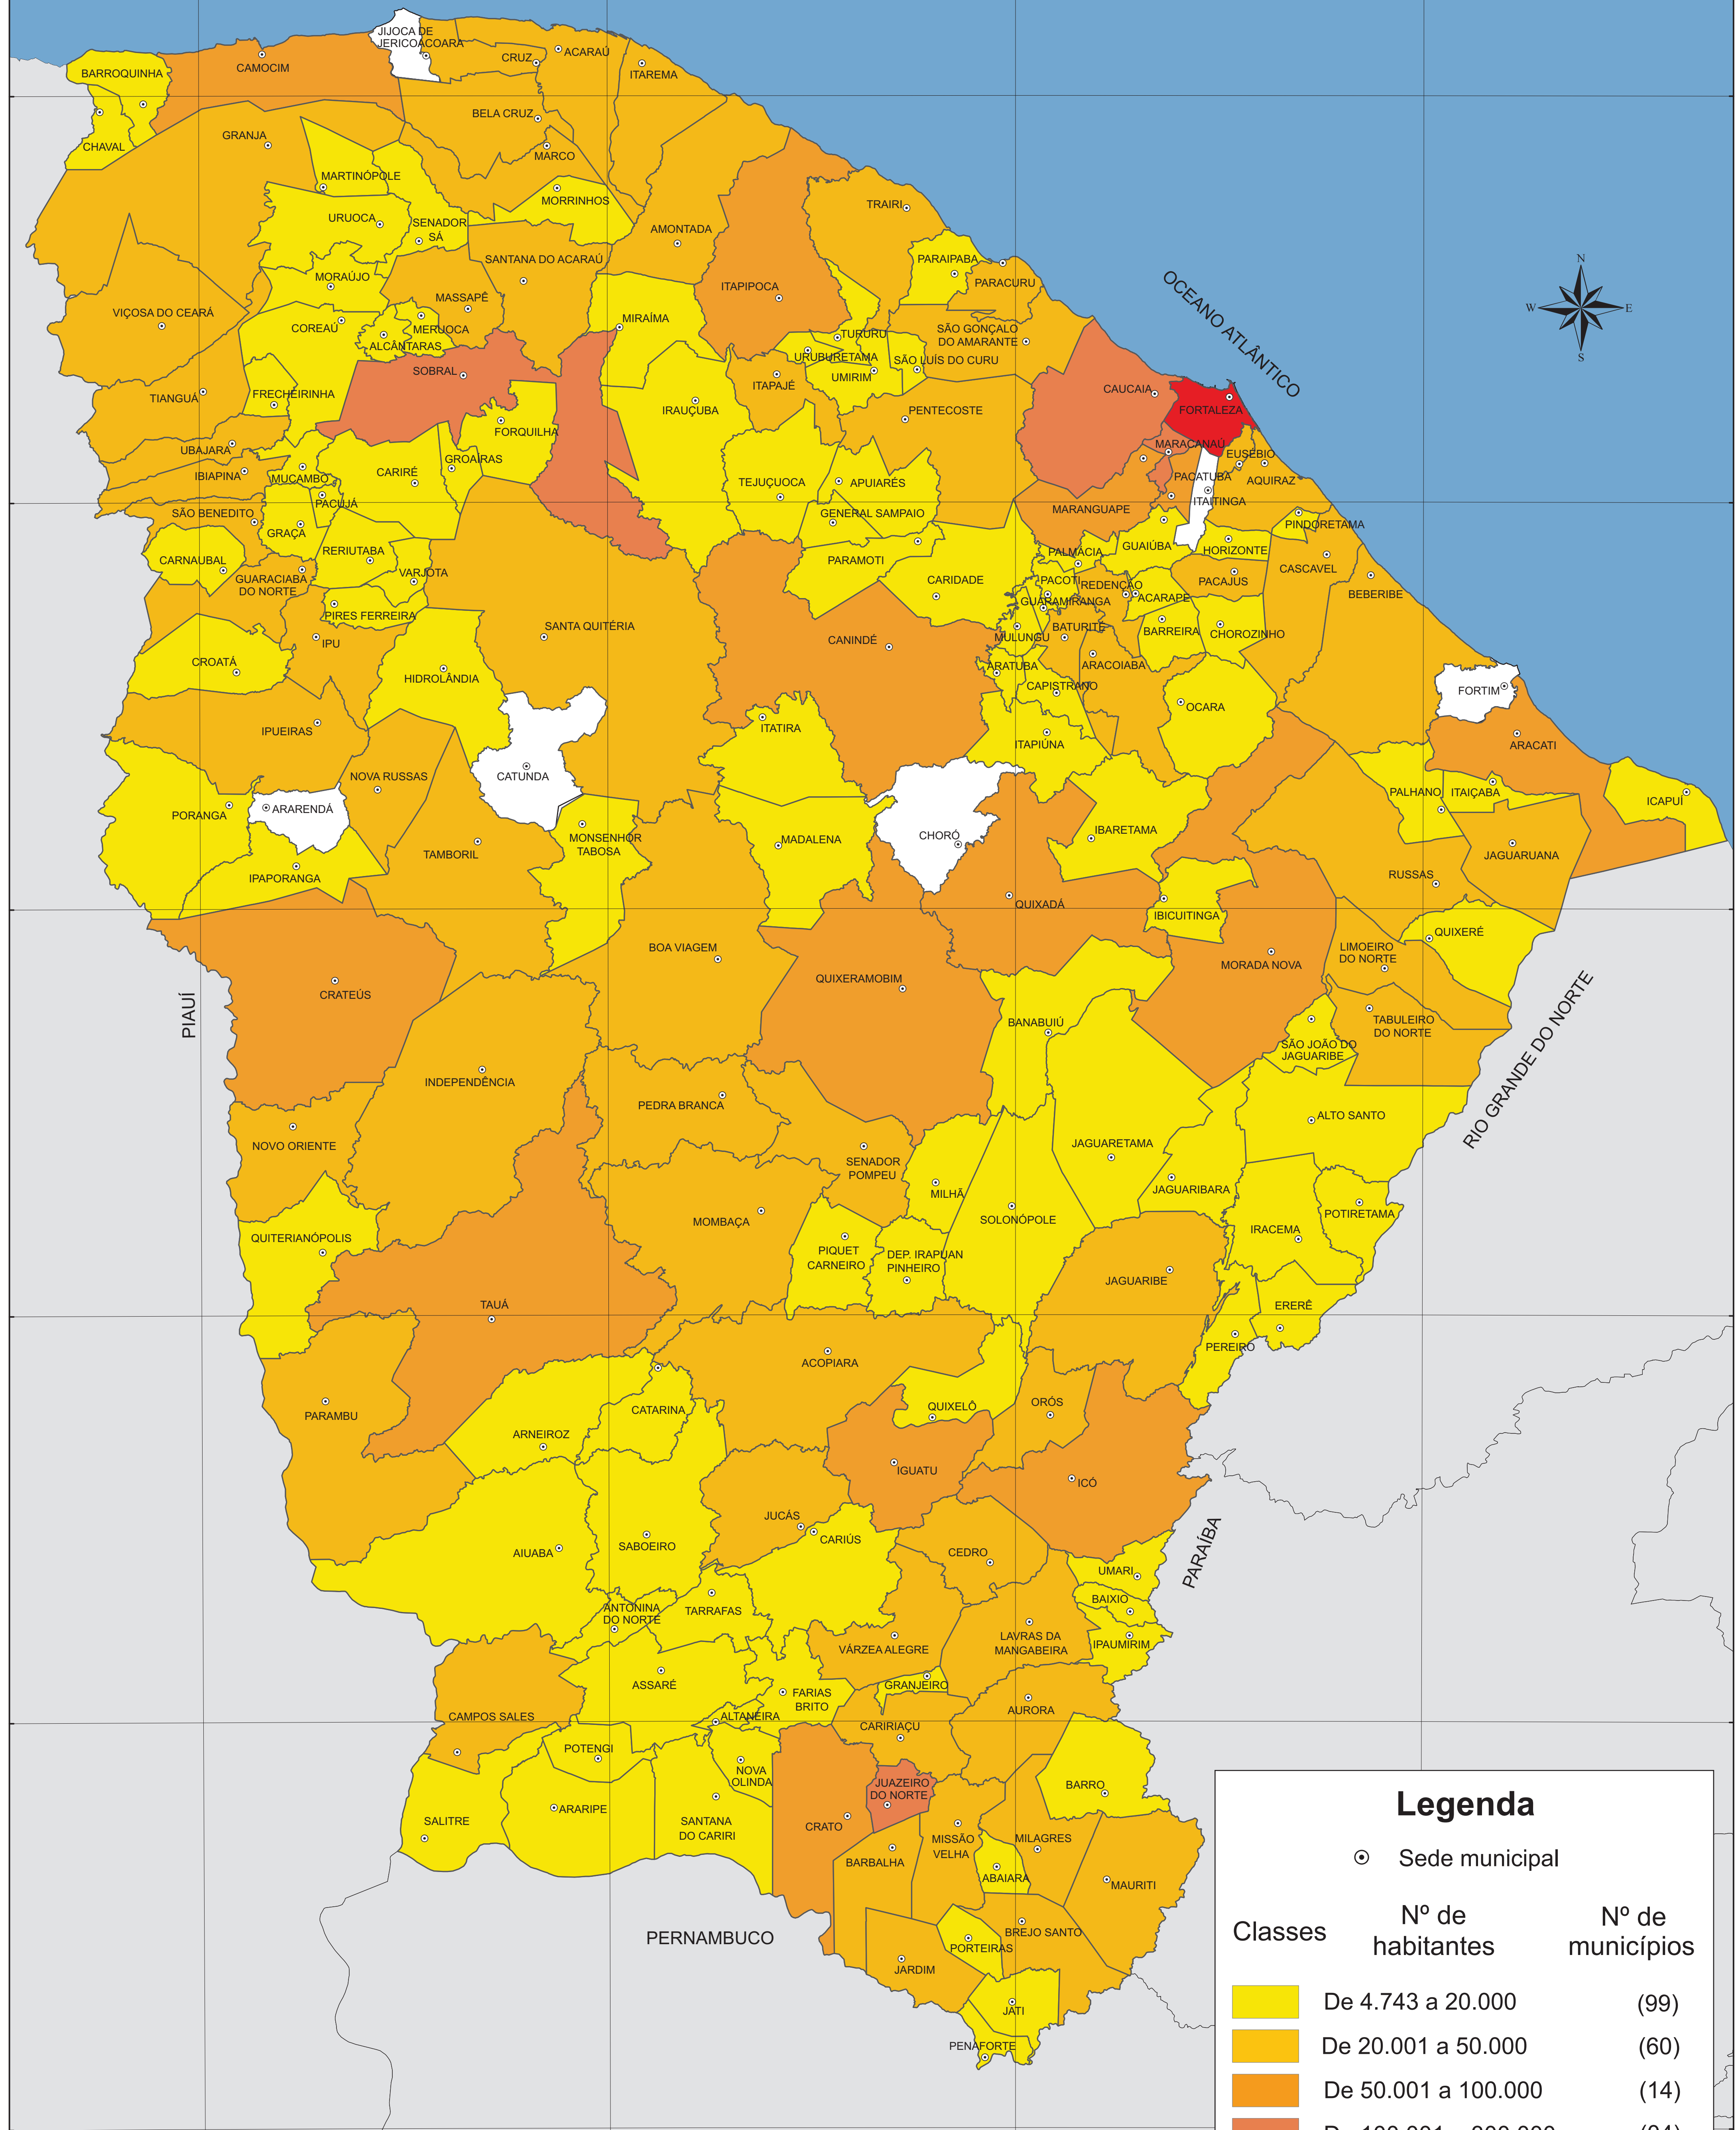 JIJOCA DE
JERICOACOARA
CRUZ
ACARAÚ
ITAREMA
BARROQUINHA
CAMOCIM
BELA CRUZ
CHAVAL
GRANJA
MARCO
MARTINÓPOLE
MORRINHOS
URUOCA
SENADOR
SÁ
TRAIRI
AMONTADA
SANTANA DO ACARAÚ
PARAIPABA
PARACURU
MORAÚJO
ITAPIPOCA
MASSAPÊ
VIÇOSA DO CEARÁ
COREAÚ
MERUOCA
ALCÂNTARAS
MIRAÍMA
TURURU
URUBURETAMA
SÃO GONÇALO
DO AMARANTE
SÃO LUÍS DO CURU
UMIRIM
SOBRAL
ITAPAJÉ
OCEANO ATLÂNTICO
N
W
E
S
TIANGUÁ
FRECHEIRINHA
IRAUÇUBA
PENTECOSTE
CAUCAIA
FORTALEZA
FORQUILHA
MARACANAÚ
EUSÉBIO
UBAJARA
IBIAPINA
MUCAMBO
CARIRÉ
GROAÍRAS
PACATUBA
AQUIRAZ
ITAITINGA
TEJUÇUOCA
APUIARÉS
PACUJÁ
SÃO BENEDITO
GRAÇA
GENERAL SAMPAIO
MARANGUAPE
PINDORETAMA
CARNAUBAL
RERIUTABA
PARAMOTI
PALMÁCIA
GUAIÚBA
HORIZONTE
GUARACIABA
DO NORTE
VARJOTA
CARIDADE
PACOTI
REDENÇÃO
PACAJUS
CASCAVEL
BEBERIBE
GUARAMIRANGA
ACARAPE
PIRES FERREIRA
IPU
SANTA QUITÉRIA
CANINDÉ
MULUNGU
BATURITÉ
BARREIRA
CHOROZINHO
CROATÁ
HIDROLÂNDIA
ARATUBA
ARACOIABA
CAPISTRANO
OCARA
FORTIM
IPUEIRAS
ITATIRA
ITAPIÚNA
ARACATI
NOVA RUSSAS
CATUNDA
PORANGA
ARARENDÁ
PALHANO
ITAIÇABA
ICAPUÍ
MONSENHOR
TABOSA
MADALENA
CHORÓ
IBARETAMA
TAMBORIL
JAGUARUANA
IPAPORANGA
RUSSAS
QUIXADÁ
IBICUITINGA
QUIXERÉ
BOA VIAGEM
LIMOEIRO
DO NORTE
MORADA NOVA
QUIXERAMOBIM
CRATEÚS
PIAUÍ
BANABUIÚ
TABULEIRO
DO NORTE
SÃO JOÃO DO
JAGUARIBE
RIO GRANDE DO NORTE
INDEPENDÊNCIA
PEDRA BRANCA
ALTO SANTO
NOVO ORIENTE
JAGUARETAMA
SENADOR
POMPEU
MILHÃ
JAGUARIBARA
POTIRETAMA
MOMBAÇA
SOLONÓPOLE
IRACEMA
QUITERIANÓPOLIS
PIQUET
CARNEIRO
DEP. IRAPUAN
PINHEIRO
JAGUARIBE
TAUÁ
ERERÊ
PEREIRO
ACOPIARA
PARAMBU
CATARINA
QUIXELÔ
ORÓS
ARNEIROZ
IGUATU
ICÓ
JUCÁS
CARIÚS
SABOEIRO
AIUABA
CEDRO
PARAÍBA
UMARI
ANTONINA
DO NORTE
TARRAFAS
BAIXIO
LAVRAS DA
MANGABEIRA
VÁRZEA ALEGRE
IPAUMIRIM
ASSARÉ
GRANJEIRO
FARIAS
BRITO
AURORA
CAMPOS SALES
ALTANEIRA
CARIRIAÇU
POTENGI
NOVA
OLINDA
JUAZEIRO
DO NORTE
BARRO
SALITRE
ARARIPE
SANTANA
DO CARIRI
CRATO
MISSÃO
VELHA
MILAGRES
BARBALHA
ABAIARA
MAURITI
PERNAMBUCO
BREJO SANTO
PORTEIRAS
JARDIM
JATI
PENAFORTE
Legenda
Sede municipal
Classes
Nº de
habitantes
Nº de
municípios
De 4.743 a 20.000 (99)
De 20.001 a 50.000 (60)
De 50.001 a 100.000 (14)